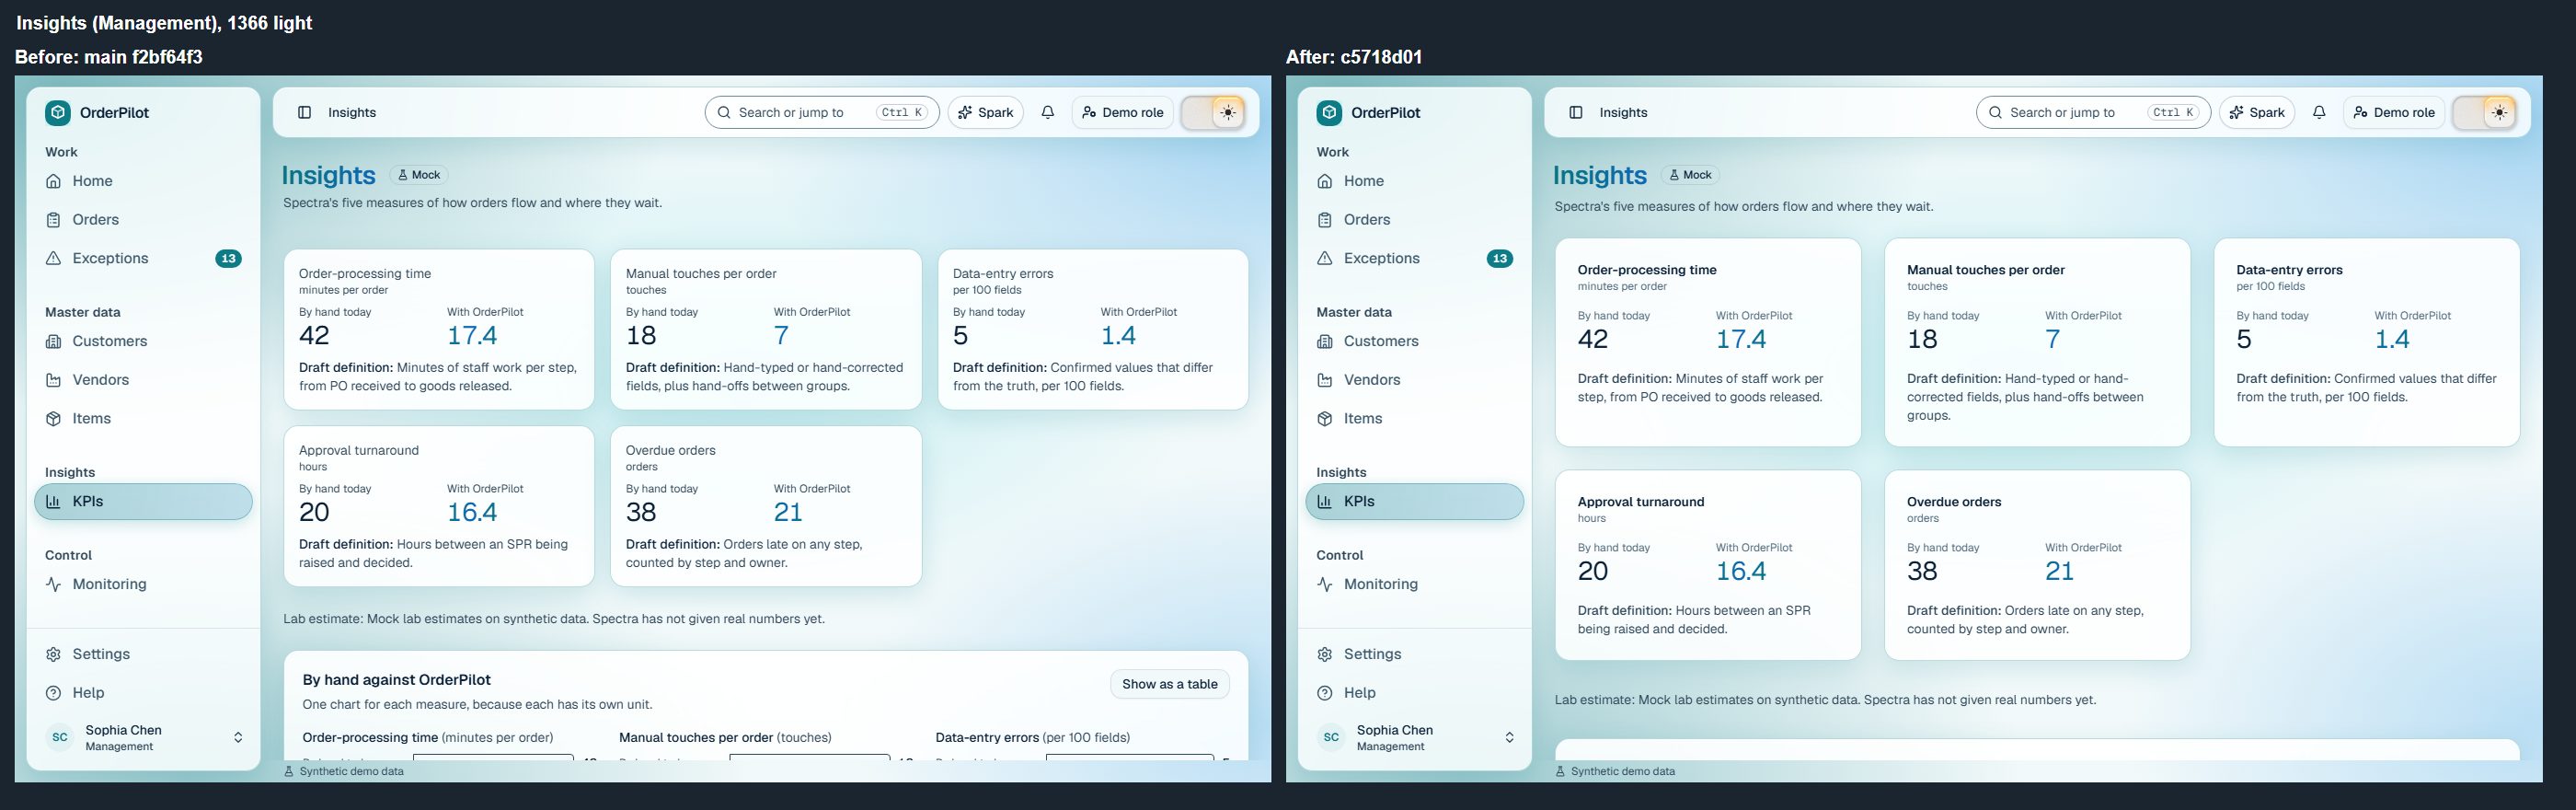 Insights (Management), 1366 light
Before: main f2bf64f3
OrderPilot
Work
Home
Orders
Exceptions 13
Master data
Customers
Vendors
Items
Insights
KPIs
Control
Monitoring
Settings
Help
SC Sophia Chen
Management
Insights Search or jump to Ctrl K Spark Demo role
Insights Mock
Spectra's five measures of how orders flow and where they wait.
Order-processing time
minutes per order
By hand today With OrderPilot
42 17.4
Draft definition: Minutes of staff work per step,
from PO received to goods released.
Manual touches per order
touches
By hand today With OrderPilot
18 7
Draft definition: Hand-typed or hand-corrected
fields, plus hand-offs between groups.
Data-entry errors
per 100 fields
By hand today With OrderPilot
5 1.4
Draft definition: Confirmed values that differ
from the truth, per 100 fields.
Approval turnaround
hours
By hand today With OrderPilot
20 16.4
Draft definition: Hours between an SPR being
raised and decided.
Overdue orders
orders
By hand today With OrderPilot
38 21
Draft definition: Orders late on any step,
counted by step and owner.
Lab estimate: Mock lab estimates on synthetic data. Spectra has not given real numbers yet.
By hand against OrderPilot Show as a table
One chart for each measure, because each has its own unit.
Order-processing time (minutes per order) Manual touches per order (touches) Data-entry errors (per 100 fields)
Synthetic demo data
After: c5718d01
OrderPilot
Work
Home
Orders
Exceptions 13
Master data
Customers
Vendors
Items
Insights
KPIs
Control
Monitoring
Settings
Help
SC Sophia Chen
Management
Insights Search or jump to Ctrl K Spark Demo role
Insights Mock
Spectra's five measures of how orders flow and where they wait.
Order-processing time
minutes per order
By hand today With OrderPilot
42 17.4
Draft definition: Minutes of staff work per
step, from PO received to goods released.
Manual touches per order
touches
By hand today With OrderPilot
18 7
Draft definition: Hand-typed or hand-
corrected fields, plus hand-offs between
groups.
Data-entry errors
per 100 fields
By hand today With OrderPilot
5 1.4
Draft definition: Confirmed values that differ
from the truth, per 100 fields.
Approval turnaround
hours
By hand today With OrderPilot
20 16.4
Draft definition: Hours between an SPR
being raised and decided.
Overdue orders
orders
By hand today With OrderPilot
38 21
Draft definition: Orders late on any step,
counted by step and owner.
Lab estimate: Mock lab estimates on synthetic data. Spectra has not given real numbers yet.
Synthetic demo data